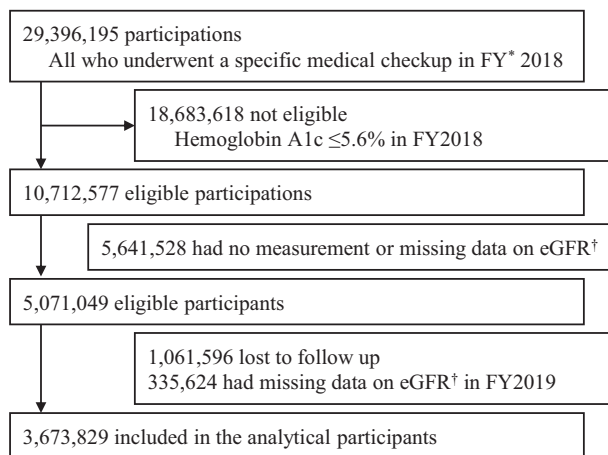 29,396,195 participations
All who underwent a specific medical checkup in FY* 2018
18,683,618 not eligible
Hemoglobin A1c ≤5.6% in FY2018
10,712,577 eligible participations
5,641,528 had no measurement or missing data on eGFR†
5,071,049 eligible participants
1,061,596 lost to follow up
335,624 had missing data on eGFR† in FY2019
3,673,829 included in the analytical participants